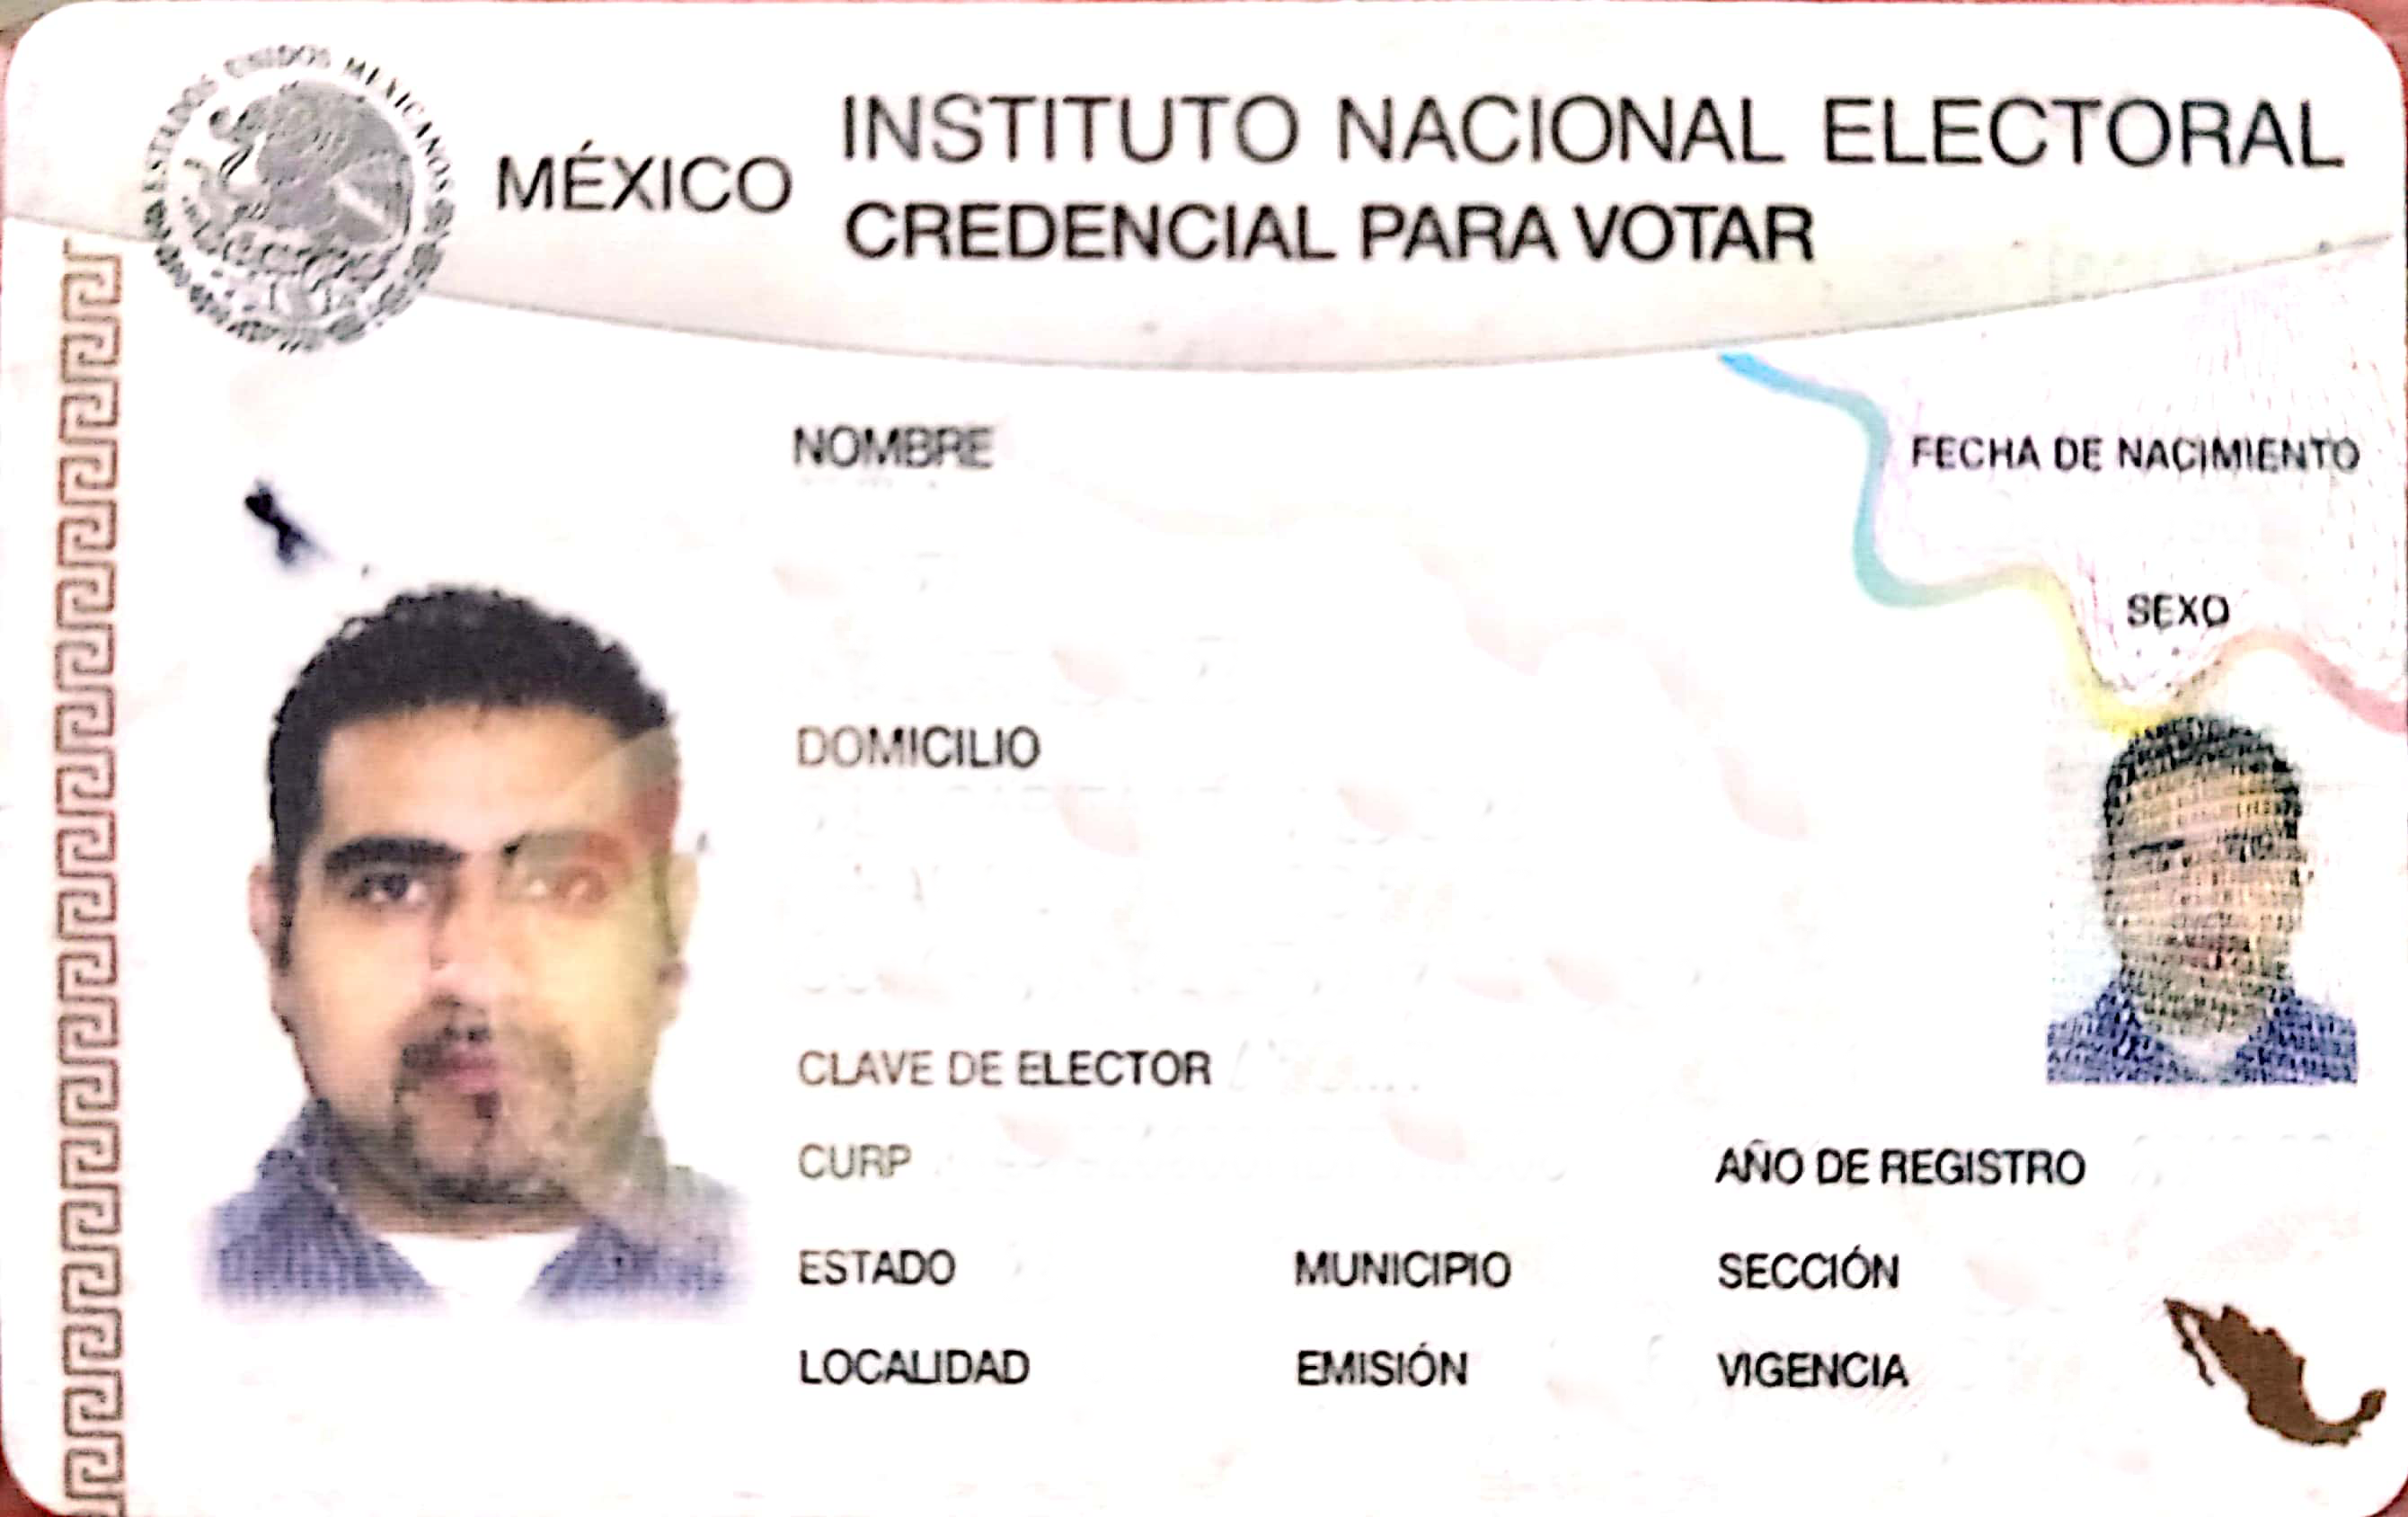 ESTADOS UNIDOS MEXICANOS
MÉXICO
INSTITUTO NACIONAL ELECTORAL
CREDENCIAL PARA VOTAR
NOMBRE
FECHA DE NACIMIENTO
SEXO
DOMICILIO
CLAVE DE ELECTOR
CURP
AÑO DE REGISTRO
ESTADO
MUNICIPIO
SECCIÓN
LOCALIDAD
EMISIÓN
VIGENCIA